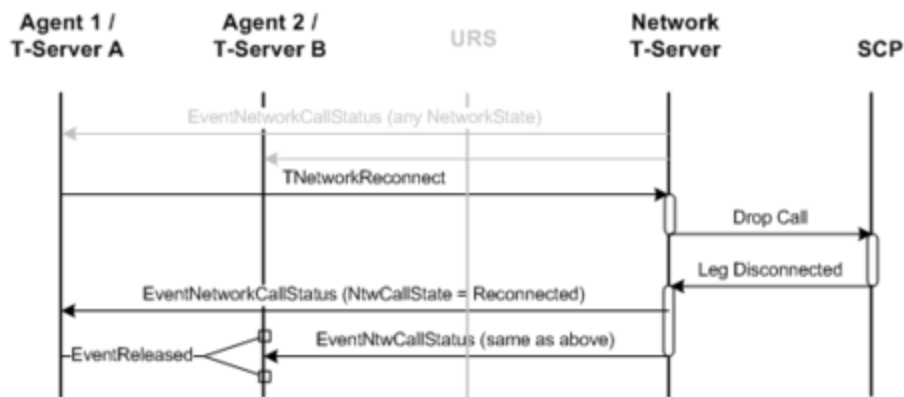 Agent 1 /
T-Server A
Agent 2 /
T-Server B
URS
Network
T-Server
SCP
EventNetworkCallStatus (any NetworkState)
TNetworkReconnect
Drop Call
Leg Disconnected
EventNetworkCallStatus (NtwCallState = Reconnected)
EventNtwCallStatus (same as above)
EventReleased